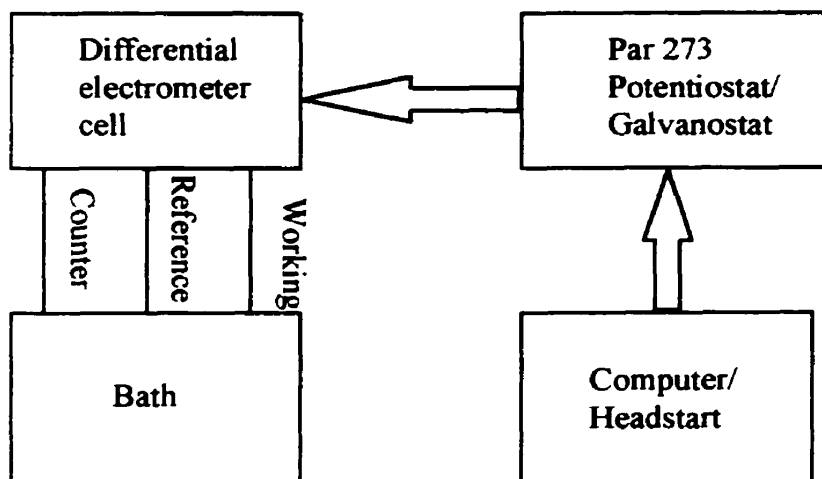 Differential
electrometer
cell
Par 273
Potentiostat/
Galvanostat
Counter
Reference
Working
Bath
Computer/
Headstart